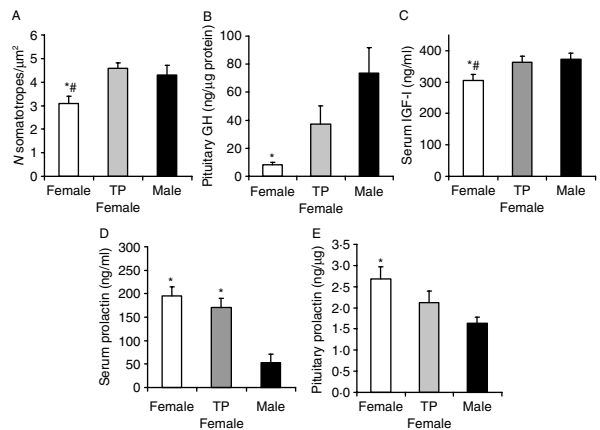 A
N somatotropes/µm²
6
5
4
3
2
1
0
*#
Female TP Male
Female
B
Pituitary GH (ng/µg protein)
100
80
60
40
20
0
*
Female TP Male
Female
C
Serum IGF-I (ng/ml)
400
300
200
100
0
*#
Female TP Male
Female
D
Serum prolactin (ng/ml)
300
250
200
150
100
50
0
* *
Female TP Male
Female
E
Pituitary prolactin (ng/µg)
3·5
3·0
2·5
2·0
1·5
1·0
0·5
0·0
*
Female TP Male
Female